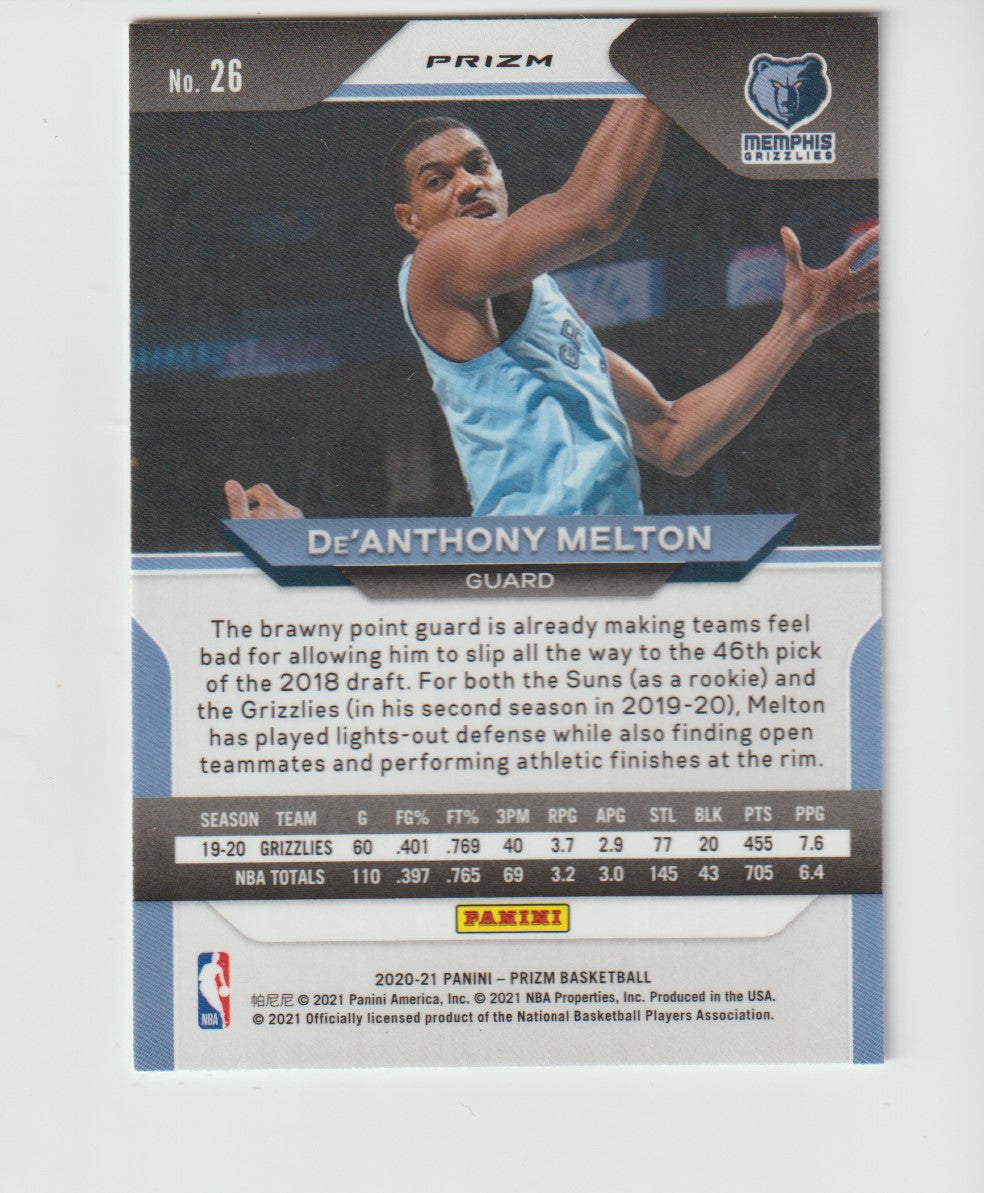 No. 26
PRIZM
MEMPHIS
GRIZZLIES
DE'ANTHONY MELTON
GUARD
The brawny point guard is already making teams feel
bad for allowing him to slip all the way to the 46th pick
of the 2018 draft. For both the Suns (as a rookie) and
the Grizzlies (in his second season in 2019-20), Melton
has played lights-out defense while also finding open
teammates and performing athletic finishes at the rim.
SEASON TEAM G FG% FT% 3PM RPG APG STL BLK PTS PPG
19-20 GRIZZLIES 60 .401 .769 40 3.7 2.9 77 20 455 7.6
NBA TOTALS 110 .397 .765 69 3.2 3.0 145 43 705 6.4
PANINI
NBA
2020-21 PANINI – PRIZM BASKETBALL
帕尼尼 © 2021 Panini America, Inc. © 2021 NBA Properties, Inc. Produced in the USA.
© 2021 Officially licensed product of the National Basketball Players Association.